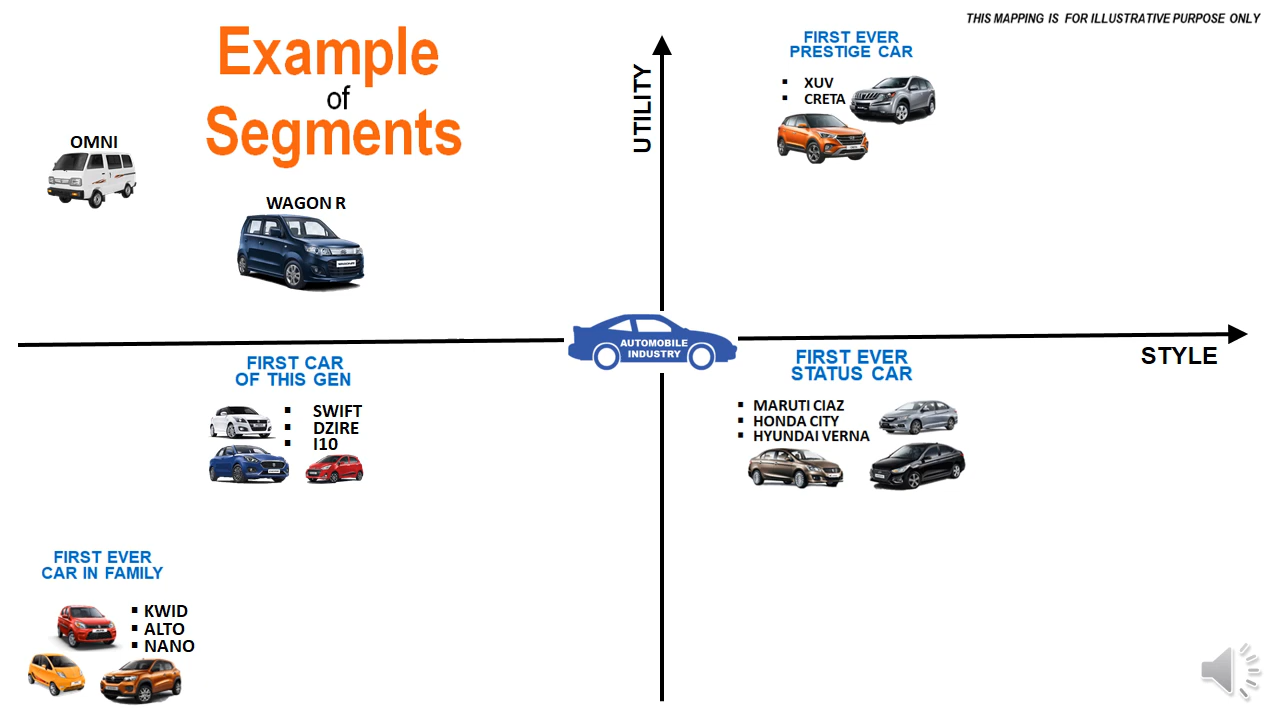 THIS MAPPING IS FOR ILLUSTRATIVE PURPOSE ONLY
Example
of
Segments
UTILITY
FIRST EVER
PRESTIGE CAR
▪ XUV
▪ CRETA
OMNI
WAGON R
AUTOMOBILE
INDUSTRY
STYLE
FIRST CAR
OF THIS GEN
▪ SWIFT
▪ DZIRE
▪ I10
FIRST EVER
STATUS CAR
▪ MARUTI CIAZ
▪ HONDA CITY
▪ HYUNDAI VERNA
FIRST EVER
CAR IN FAMILY
▪ KWID
▪ ALTO
▪ NANO